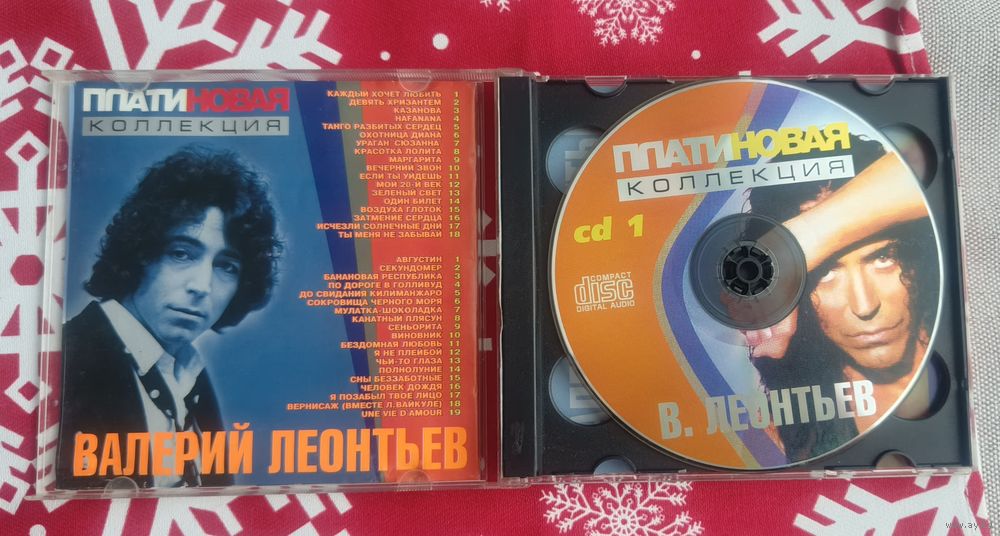 ПЛАТИНОВАЯ
КОЛЛЕКЦИЯ
КАЖДЫЙ ХОЧЕТ ЛЮБИТЬ 1
ДЕВЯТЬ ХРИЗАНТЕМ 2
КАЗАНОВА 3
HAFANANA 4
ТАНГО РАЗБИТЫХ СЕРДЕЦ 5
ОХОТНИЦА ДИАНА 6
УРАГАН СЮЗАННА 7
КРАСОТКА ЛОЛИТА 8
МАРГАРИТА 9
ВЕЧЕРНИЙ ЗВОН 10
ЕСЛИ ТЫ УЙДЕШЬ 11
МОЙ 20-Й ВЕК 12
ЗЕЛЕНЫЙ СВЕТ 13
ОДИН БИЛЕТ 14
ВОЗДУХА ГЛОТОК 15
ЗАТМЕНИЕ СЕРДЦА 16
ИСЧЕЗЛИ СОЛНЕЧНЫЕ ДНИ 17
ТЫ МЕНЯ НЕ ЗАБЫВАЙ 18
АВГУСТИН 1
СЕКУНДОМЕР 2
БАНАНОВАЯ РЕСПУБЛИКА 3
ПО ДОРОГЕ В ГОЛЛИВУД 4
ДО СВИДАНИЯ КИЛИМАНЖАРО 5
СОКРОВИЩА ЧЕРНОГО МОРЯ 6
МУЛАТКА-ШОКОЛАДКА 7
КАНАТНЫЙ ПЛЯСУН 8
СЕНЬОРИТА 9
ВИНОВНИК 10
БЕЗДОМНАЯ ЛЮБОВЬ 11
Я НЕ ПЛЕЙБОЙ 12
ЧЬИ-ТО ГЛАЗА 13
ПОЛНОЛУНИЕ 14
СНЫ БЕЗЗАБОТНЫЕ 15
ЧЕЛОВЕК ДОЖДЯ 16
Я ПОЗАБЫЛ ТВОЕ ЛИЦО 17
ВЕРНИСАЖ (ВМЕСТЕ Л.ВАЙКУЛЕ) 18
UNE VIE D AMOUR 19
ВАЛЕРИЙ ЛЕОНТЬЕВ
ПЛАТИНОВАЯ
КОЛЛЕКЦИЯ
cd 1
COMPACT
disc
DIGITAL AUDIO
В. ЛЕОНТЬЕВ